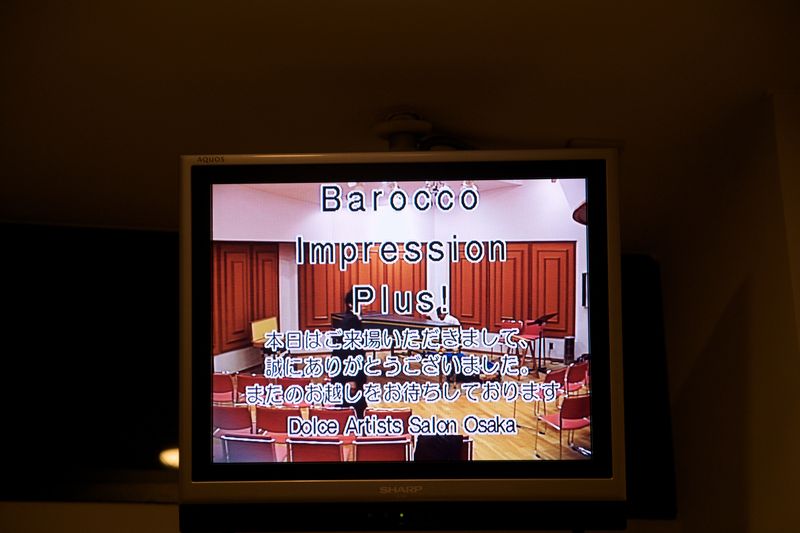 AQUOS
Barocco
Impression
Plus!
本日はご来場いただきまして、
誠にありがとうございました。
またのお越しをお待ちしております
Dolce Artists Salon Osaka
SHARP